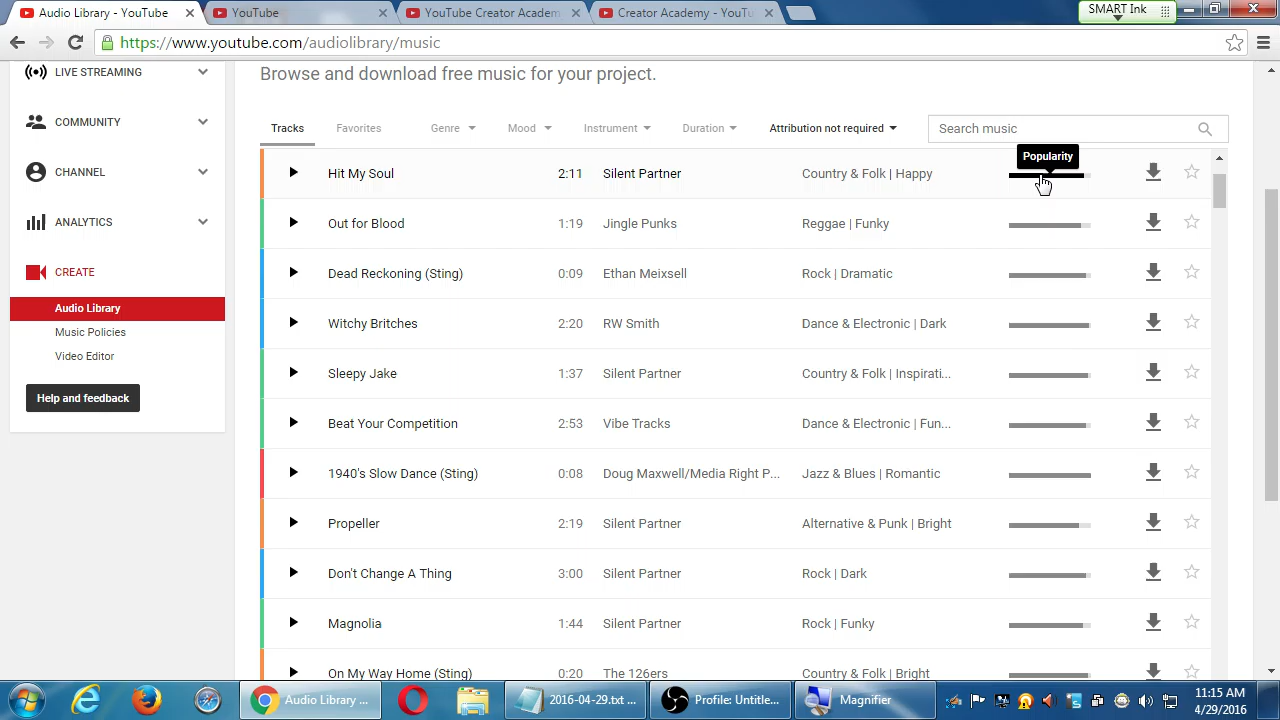 Audio Library - YouTube
YouTube
YouTube Creator Academ
Creator Academy - YouTu
SMART Ink
https://www.youtube.com/audiolibrary/music
LIVE STREAMING
COMMUNITY
CHANNEL
ANALYTICS
CREATE
Audio Library
Music Policies
Video Editor
Help and feedback
Browse and download free music for your project.
Tracks Favorites Genre Mood Instrument Duration Attribution not required Search music
Popularity
Hit My Soul 2:11 Silent Partner Country & Folk | Happy
Out for Blood 1:19 Jingle Punks Reggae | Funky
Dead Reckoning (Sting) 0:09 Ethan Meixsell Rock | Dramatic
Witchy Britches 2:20 RW Smith Dance & Electronic | Dark
Sleepy Jake 1:37 Silent Partner Country & Folk | Inspirati...
Beat Your Competition 2:53 Vibe Tracks Dance & Electronic | Fun...
1940's Slow Dance (Sting) 0:08 Doug Maxwell/Media Right P... Jazz & Blues | Romantic
Propeller 2:19 Silent Partner Alternative & Punk | Bright
Don't Change A Thing 3:00 Silent Partner Rock | Dark
Magnolia 1:44 Silent Partner Rock | Funky
On My Way Home (Sting) 0:20 The 126ers Country & Folk | Bright
Audio Library ...
2016-04-29.txt ...
Profile: Untitle...
Magnifier
11:15 AM
4/29/2016